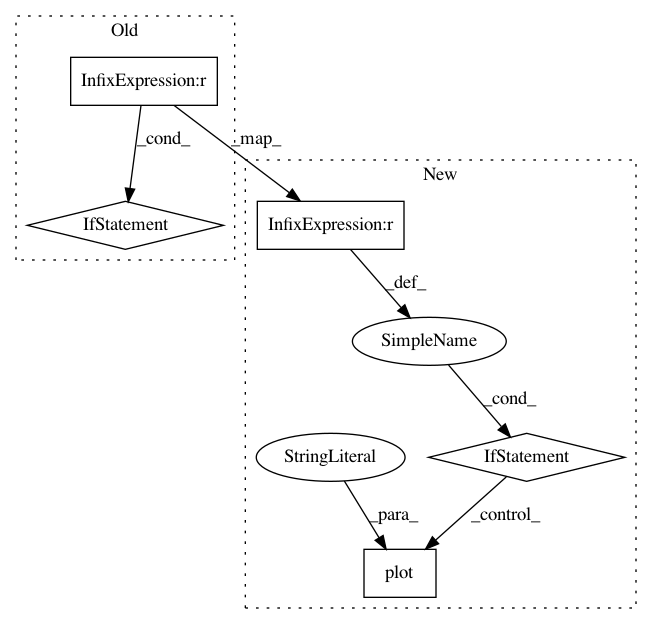 Old
InfixExpression:r
_cond_
_map_
New
IfStatement
InfixExpression:r
_def_
SimpleName
_cond_
StringLiteral
IfStatement
_para_
_control_
plot